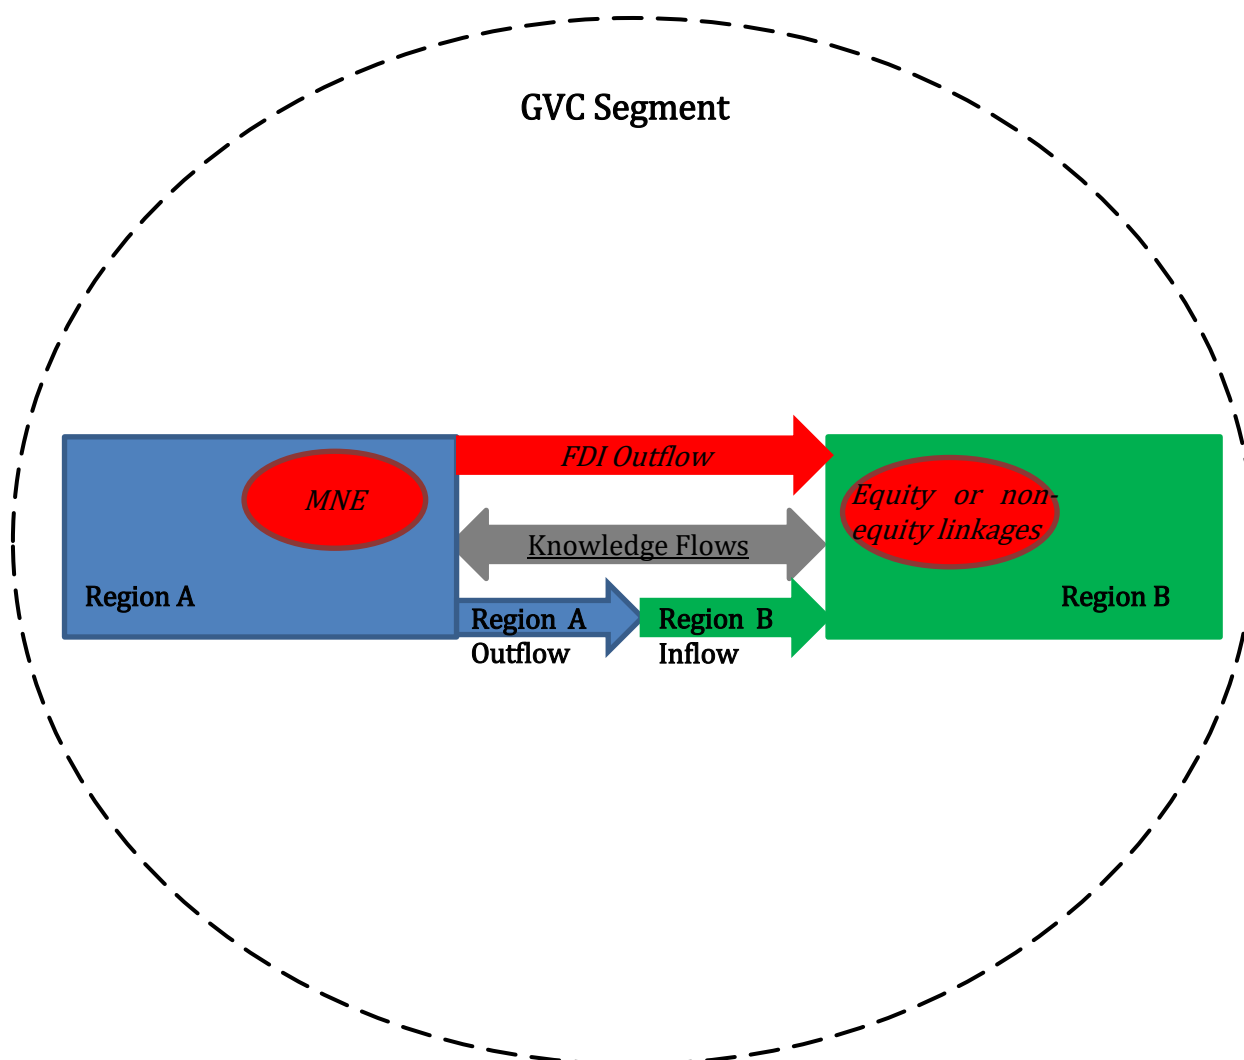 GVC Segment
FDI Outflow
MNE
Equity or non-
equity linkages
Knowledge Flows
Region A
Region B
Region A
Outflow
Region B
Inflow